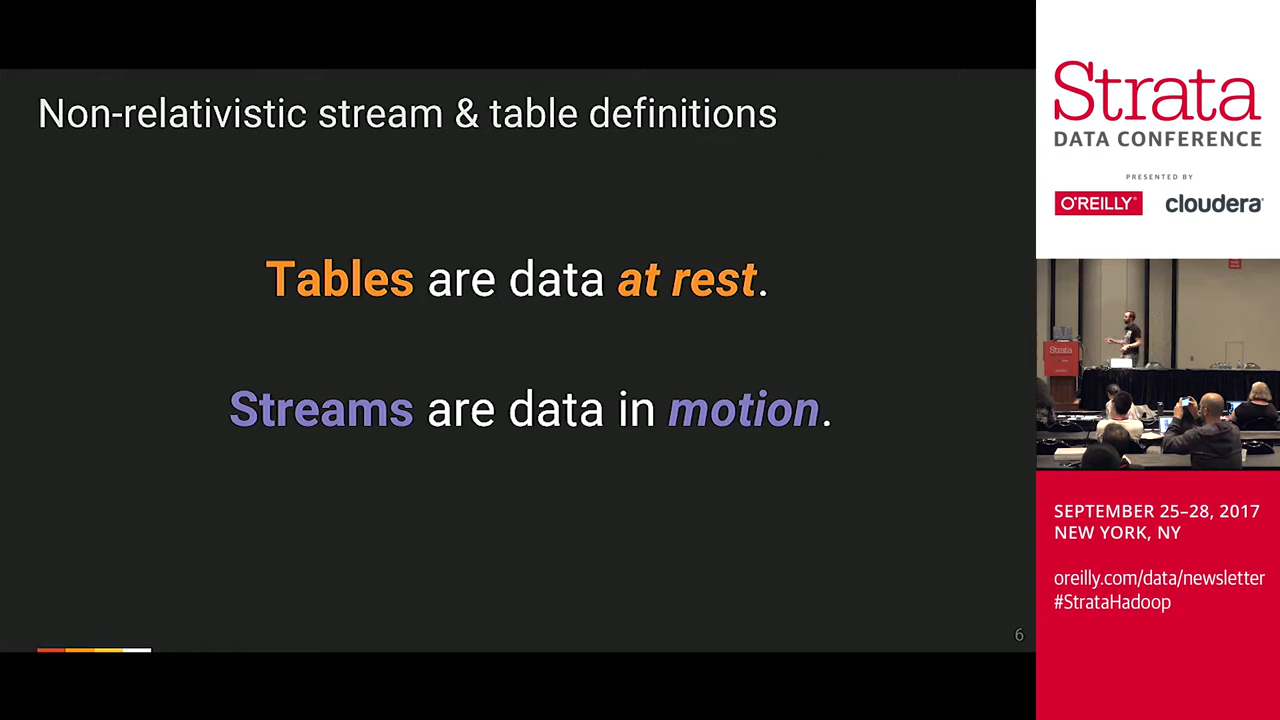 Non-relativistic stream & table definitions
Tables are data at rest.
Streams are data in motion.
6
Strata
DATA CONFERENCE
PRESENTED BY
O'REILLY®
cloudera
Strata
SEPTEMBER 25–28, 2017
NEW YORK, NY
oreilly.com/data/newsletter
#StrataHadoop